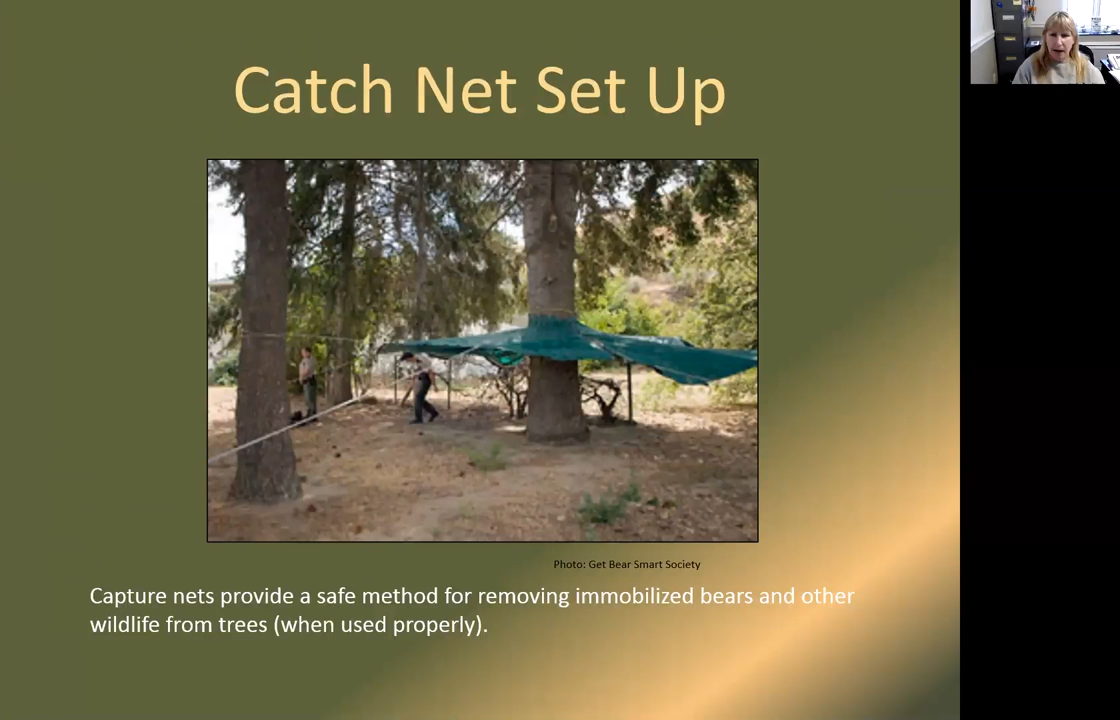 Catch Net Set Up
Photo: Get Bear Smart Society
Capture nets provide a safe method for removing immobilized bears and other
wildlife from trees (when used properly).